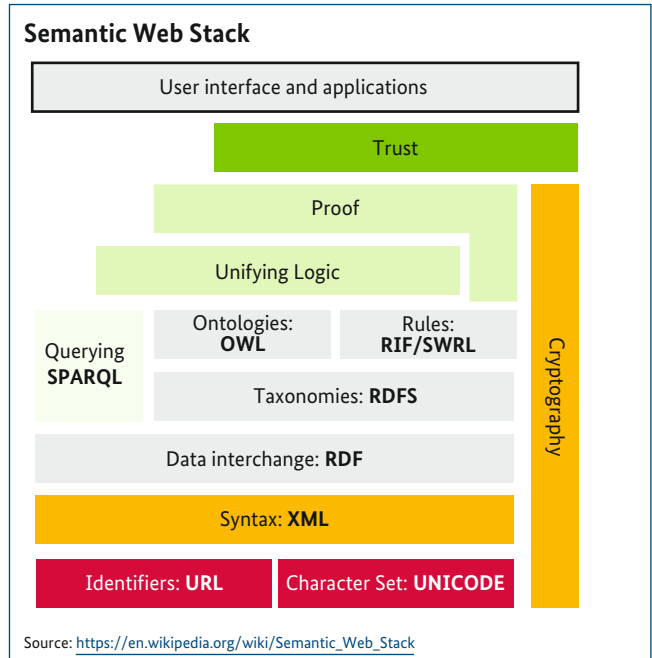 Semantic Web Stack
User interface and applications
Trust
Proof
Unifying Logic
Ontologies:
OWL
Rules:
RIF/SWRL
Querying
SPARQL
Taxonomies: RDFS
Cryptography
Data interchange: RDF
Syntax: XML
Identifiers: URL
Character Set: UNICODE
Source: https://en.wikipedia.org/wiki/Semantic_Web_Stack